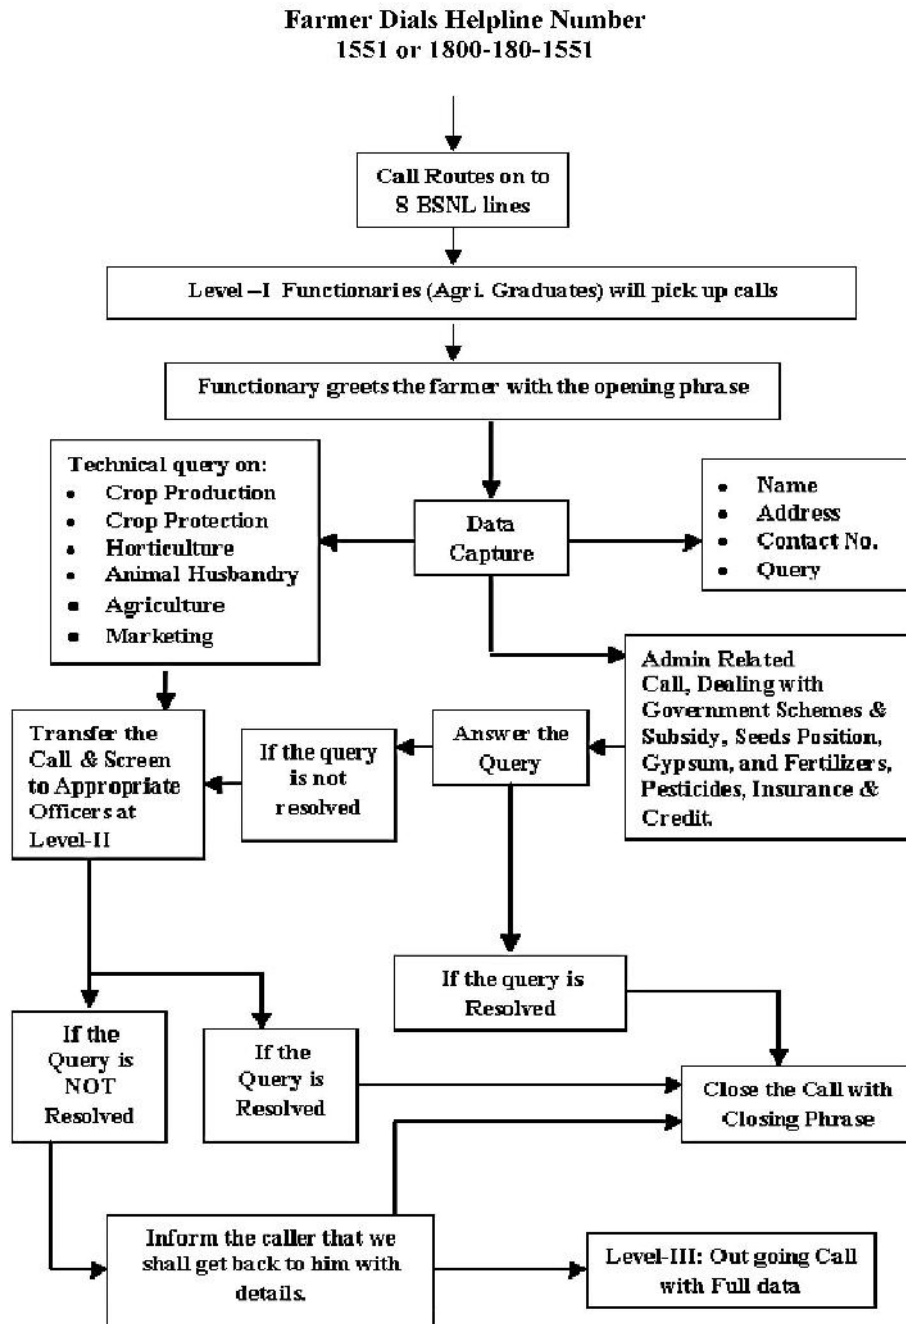 Farmer Dials Helpline Number
1551 or 1800-180-1551
Call Routes on to
8 BSNL lines
Level –I Functionaries (Agri. Graduates) will pick up calls
Functionary greets the farmer with the opening phrase
Technical query on:
• Crop Production
• Crop Protection
• Horticulture
• Animal Husbandry
• Agriculture
• Marketing
Data
Capture
• Name
• Address
• Contact No.
• Query
Admin Related
Call, Dealing with
Government Schemes &
Subsidy, Seeds Position,
Gypsum, and Fertilizers,
Pesticides, Insurance &
Credit.
Answer the
Query
If the query
is not
resolved
Transfer the
Call & Screen
to Appropriate
Officers at
Level-II
If the query is
Resolved
If the
Query is
NOT
Resolved
If the
Query is
Resolved
Close the Call with
Closing Phrase
Inform the caller that we
shall get back to him with
details.
Level-III: Out going Call
with Full data